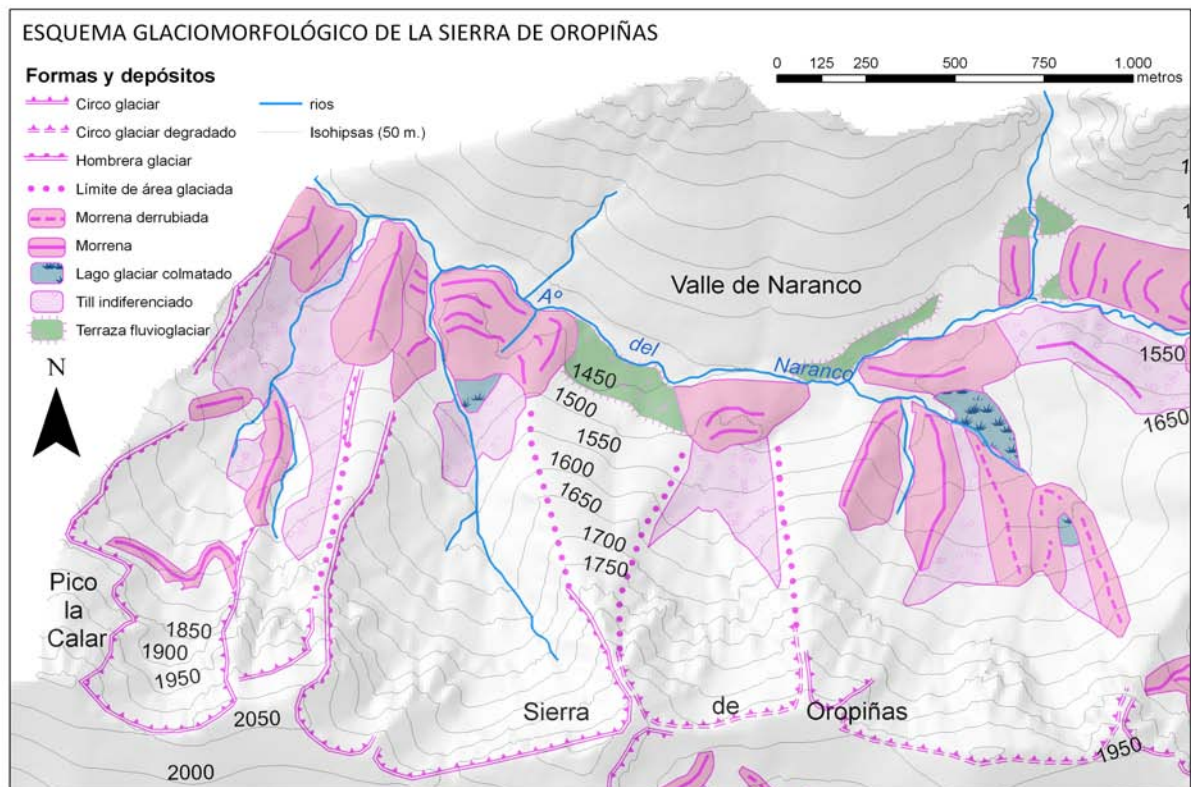 ESQUEMA GLACIOMORFOLÓGICO DE LA SIERRA DE OROPIÑAS
Formas y depósitos
Circo glaciar
Circo glaciar degradado
Hombrera glaciar
Límite de área glaciada
Morrena derrubiada
Morrena
Lago glaciar colmatado
Till indiferenciado
Terraza fluvioglaciar
rios
Isohipsas (50 m.)
0 125 250 500 750 1.000
metros
N
Valle de Naranco
Aº
del
Naranco
1450
1500
1550
1600
1650
1700
1750
1550
1650
Pico
la
Calar
1850
1900
1950
2050
2000
Sierra
de
Oropiñas
1950
1
1